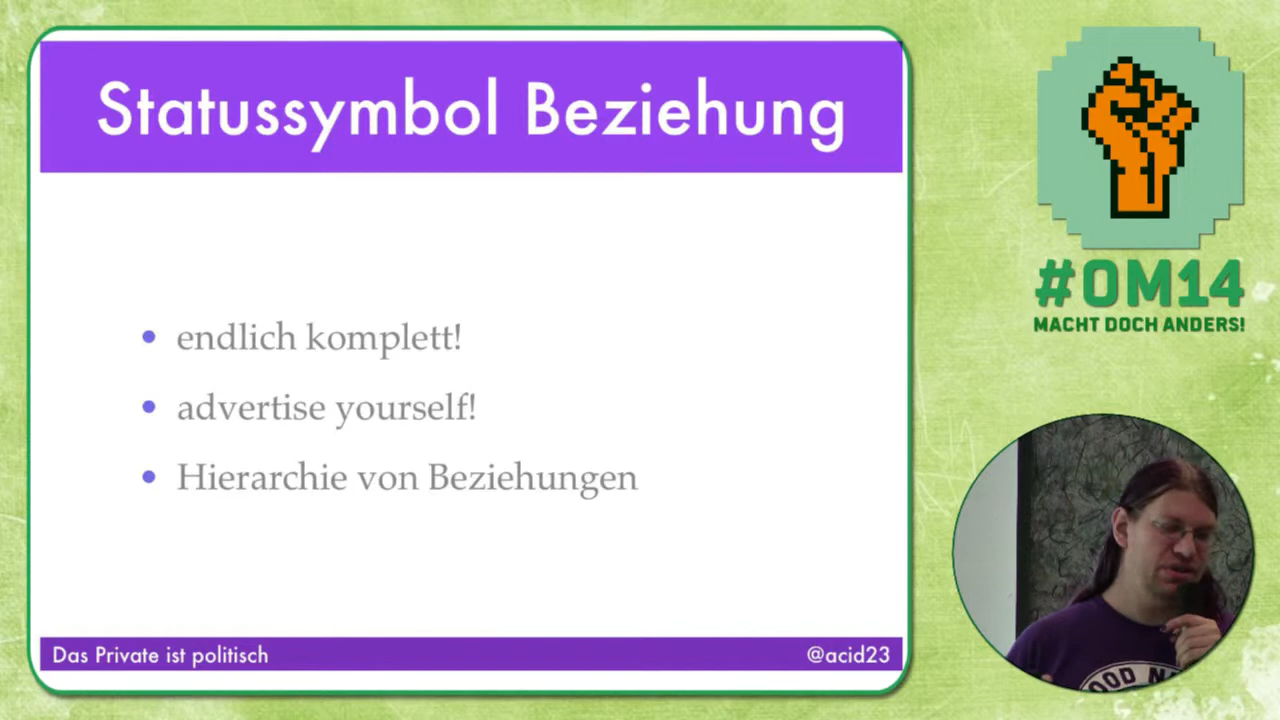 Statussymbol Beziehung
endlich komplett!
advertise yourself!
Hierarchie von Beziehungen
Das Private ist politisch
@acid23
#OM14
MACHT DOCH ANDERS!